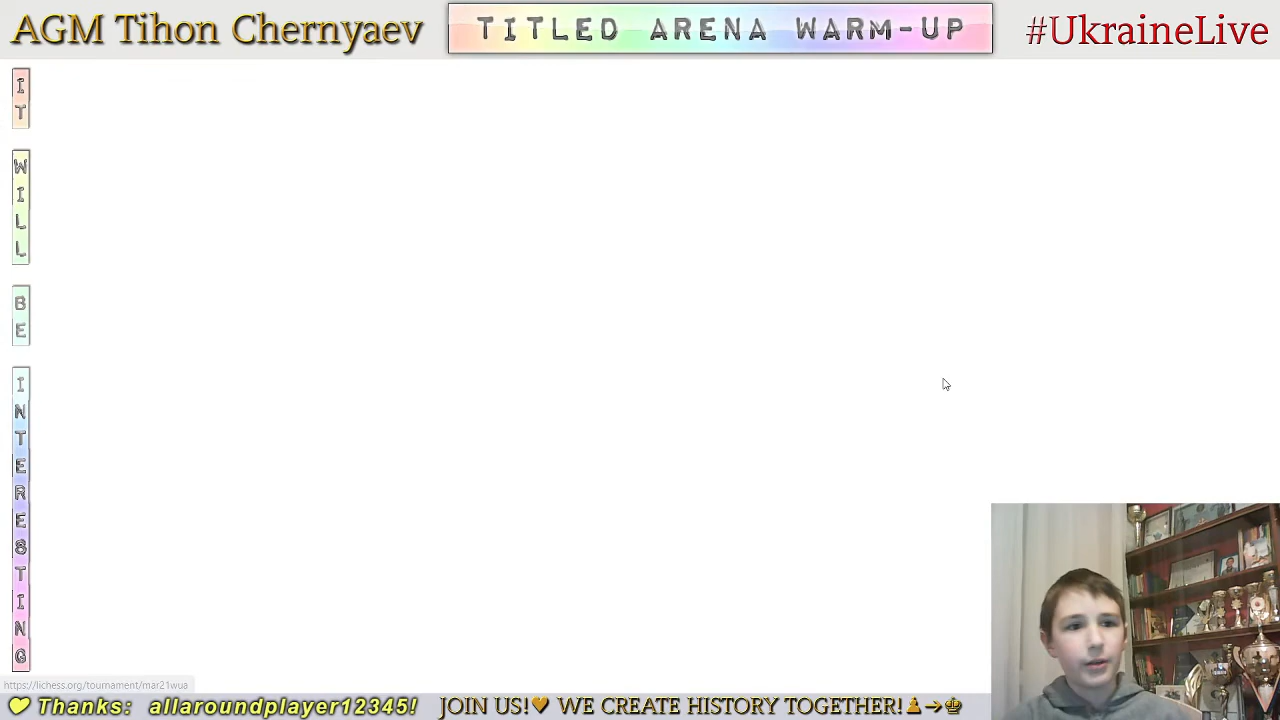 AGM Tihon Chernyaev
TITLED ARENA WARM-UP
#UkraineLive
IT
WILL
BE
INTERESTING
https://lichess.org/tournament/mar21wua
Thanks: allaroundplayer12345!
JOIN US!🧡 WE CREATE HISTORY TOGETHER!♟→♚